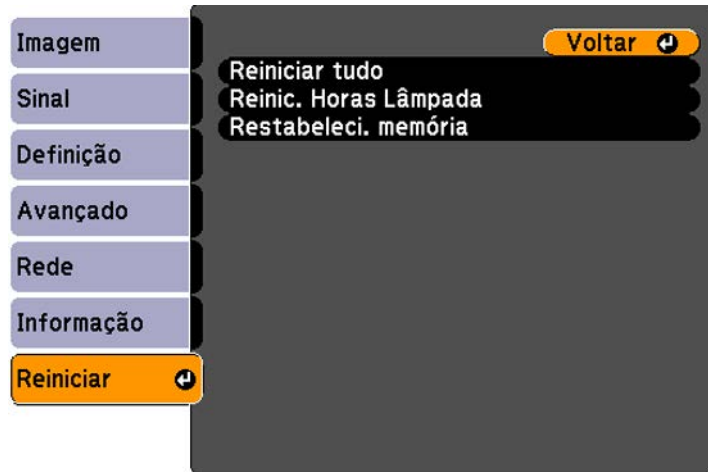 Imagem
Sinal
Definição
Avançado
Rede
Informação
Reiniciar
Voltar
Reiniciar tudo
Reinic. Horas Lâmpada
Restabeleci. memória